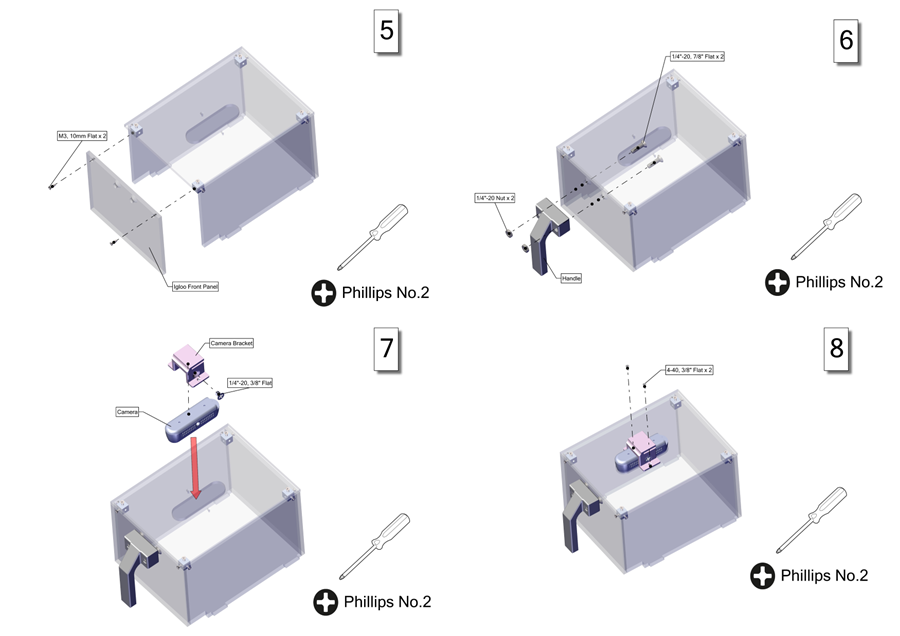 5
M3, 10mm Flat x 2
Igloo Front Panel
Phillips No.2
6
1/4"-20, 7/8" Flat x 2
1/4"-20 Nut x 2
Handle
Phillips No.2
7
Camera Bracket
1/4"-20, 3/8" Flat
Camera
Phillips No.2
8
4-40, 3/8" Flat x 2
Phillips No.2